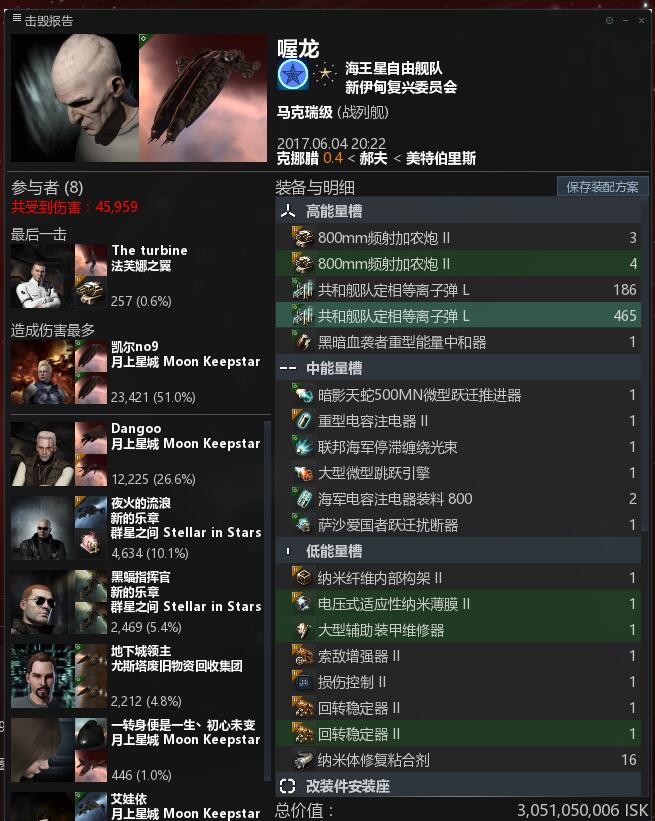 击毁报告
喔龙
海王星自由舰队
新伊甸复兴委员会
马克瑞级 (战列舰)
2017.06.04 20:22
克挪腊 0.4 < 郝夫 < 美特伯里斯
参与者 (8)
共受到伤害：45,959
最后一击
The turbine
法芙娜之翼
257 (0.6%)
造成伤害最多
凯尔no9
月上星城 Moon Keepstar
23,421 (51.0%)
Dangoo
月上星城 Moon Keepstar
12,225 (26.6%)
夜火的流浪
新的乐章
群星之间 Stellar in Stars
4,634 (10.1%)
黑蝠指挥官
新的乐章
群星之间 Stellar in Stars
2,469 (5.4%)
地下城领主
尤斯塔废旧物资回收集团
2,212 (4.8%)
一转身便是一生丶初心未变
月上星城 Moon Keepstar
446 (1.0%)
艾娃依
月上星城 Moon Keepstar
装备与明细
保存装配方案
高能量槽
800mm频射加农炮 II 3
800mm频射加农炮 II 4
共和舰队定相等离子弹 L 186
共和舰队定相等离子弹 L 465
黑暗血袭者重型能量中和器 1
中能量槽
暗影天蛇500MN微型跃迁推进器 1
重型电容注电器 II 1
联邦海军停滞缠绕光束 1
大型微型跳跃引擎 1
海军电容注电器装料 800 2
萨沙爱国者跃迁扰断器 1
低能量槽
纳米纤维内部构架 II 1
电压式适应性纳米薄膜 II 1
大型辅助装甲维修器 1
索敌增强器 II 1
损伤控制 II 1
回转稳定器 II 1
回转稳定器 II 1
纳米体修复粘合剂 16
改装件安装座
总价值： 3,051,050,006 ISK